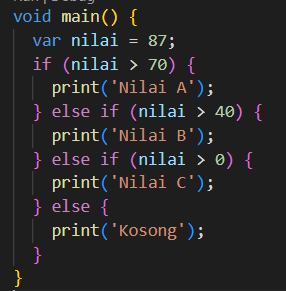 void main() {
  var nilai = 87;
  if (nilai > 70) {
    print('Nilai A');
  } else if (nilai > 40) {
    print('Nilai B');
  } else if (nilai > 0) {
    print('Nilai C');
  } else {
    print('Kosong');
  }
}